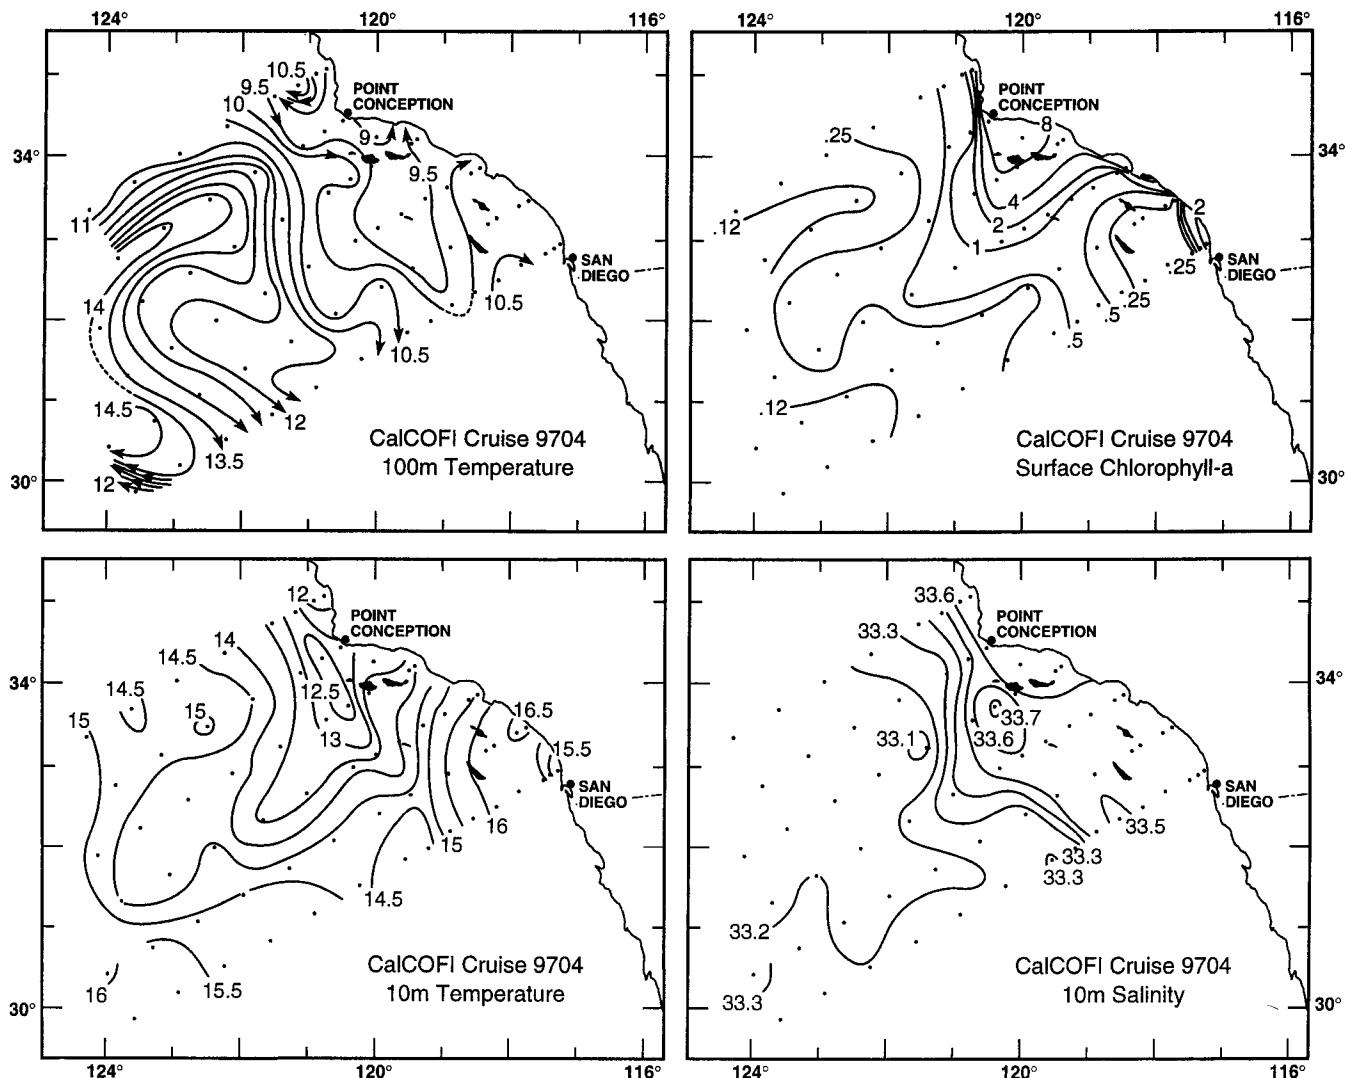 124°
120°
116°
124°
120°
116°
10.5
9.5
10
POINT
CONCEPTION
9
34°
9.5
11
SAN
DIEGO
14
10.5
10.5
14.5
12
13.5
12
30°
CalCOFI Cruise 9704
100m Temperature
POINT
CONCEPTION
8
.25
34°
4
2
2
.12
1
SAN
DIEGO
.25
.25
.5
.5
.12
CalCOFI Cruise 9704
Surface Chlorophyll-a
30°
12
POINT
CONCEPTION
14
14.5
34°
14.5
12.5
15
15
16.5
13
15.5
SAN
DIEGO
16
15
14.5
CalCOFI Cruise 9704
10m Temperature
15.5
16
30°
124°
120°
116°
33.6
POINT
CONCEPTION
33.3
34°
33.7
33.1
33.6
SAN
DIEGO
33.5
33.3
33.3
33.2
CalCOFI Cruise 9704
10m Salinity
33.3
30°
124°
120°
116°